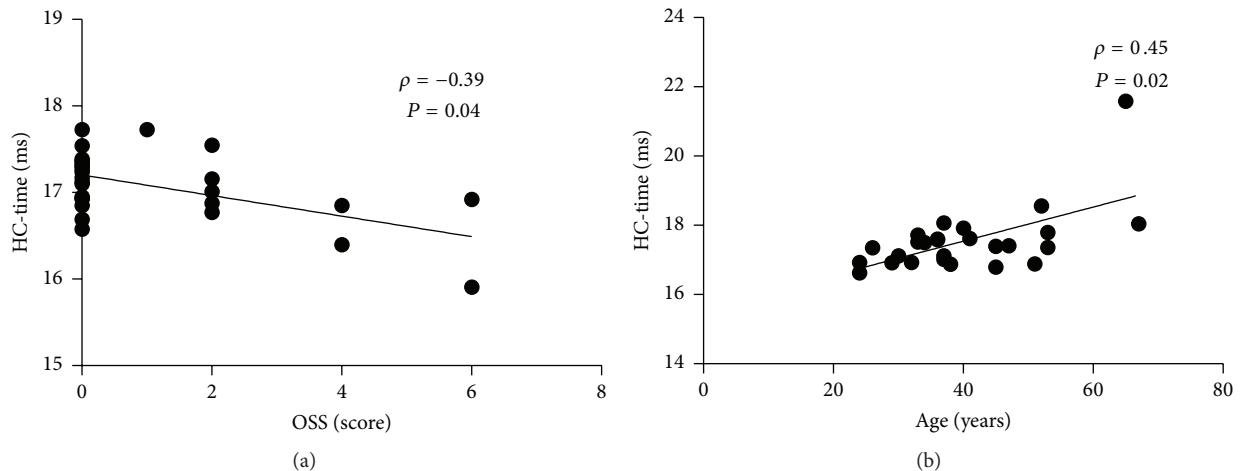 19
18
17
16
15
HC-time (ms)
ρ = −0.39
P = 0.04
0 2 4 6 8
OSS (score)
(a)
24
22
20
18
16
14
HC-time (ms)
ρ = 0.45
P = 0.02
0 20 40 60 80
Age (years)
(b)